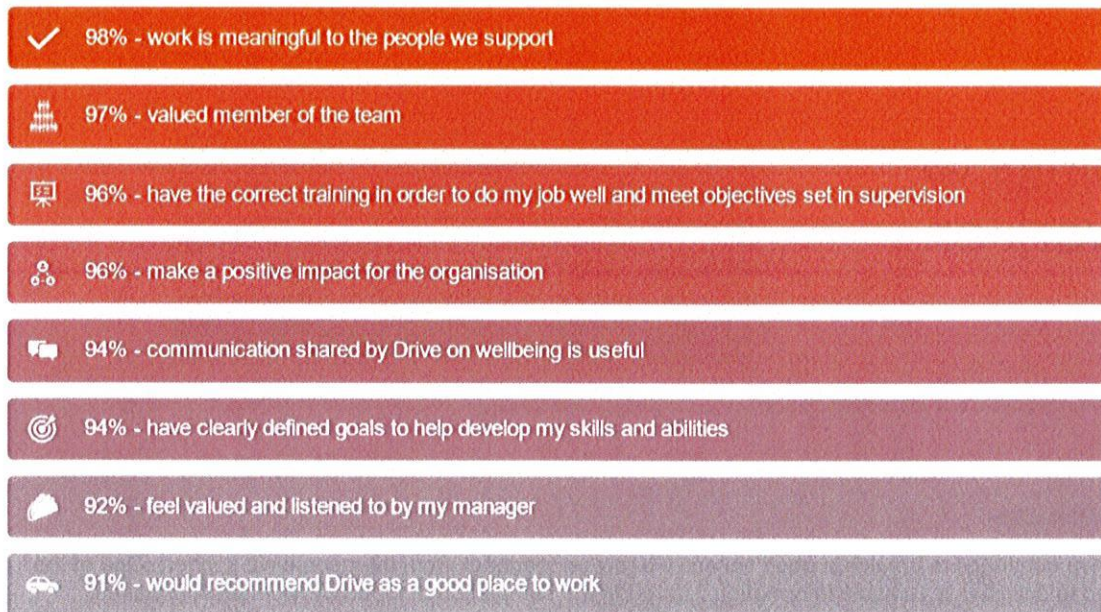 98% - work is meaningful to the people we support
97% - valued member of the team
96% - have the correct training in order to do my job well and meet objectives set in supervision
96% - make a positive impact for the organisation
94% - communication shared by Drive on wellbeing is useful
94% - have clearly defined goals to help develop my skills and abilities
92% - feel valued and listened to by my manager
91% - would recommend Drive as a good place to work